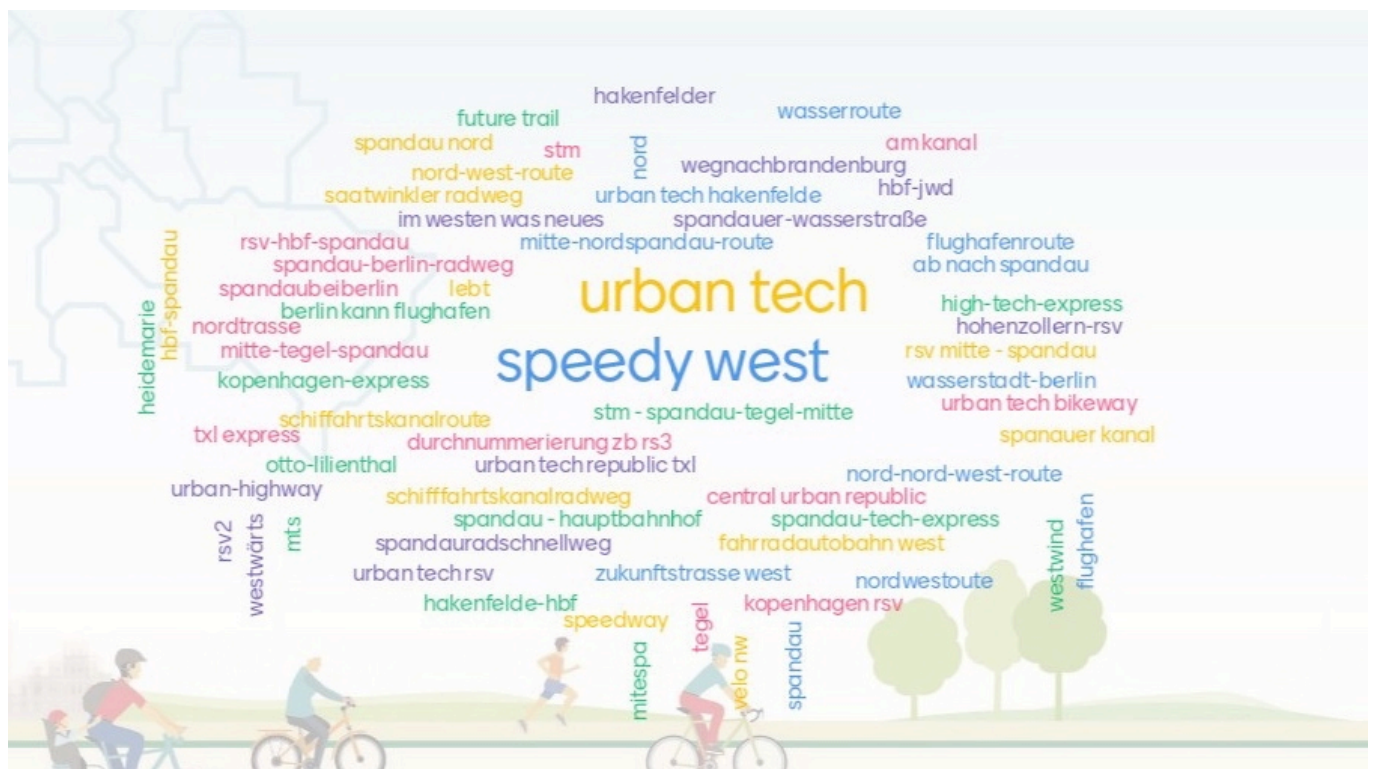 hakenfelder
wasserroute
future trail
spandau nord
stm
nord
amkanal
wegnachbrandenburg
nord-west-route
hbf-jwd
saatwinkler radweg
urban tech hakenfelde
im westen was neues
spandauer-wasserstraße
rsv-hbf-spandau
mitte-nordspandau-route
flughafenroute
spandau-berlin-radweg
ab nach spandau
hbf-spandau
spandaubeiberlin
lebt
urban tech
high-tech-express
berlin kann flughafen
nordtrasse
hohenzollern-rsv
heidemarie
mitte-tegel-spandau
speedy west
rsv mitte - spandau
kopenhagen-express
wasserstadt-berlin
urban tech bikeway
schiffahrtskanalroute
stm - spandau-tegel-mitte
txl express
durchnummerierung zb rs3
spanauer kanal
otto-lilienthal
urban tech republic txl
nord-nord-west-route
urban-highway
schifffahrtskanalradweg
central urban republic
spandau - hauptbahnhof
spandau-tech-express
rsv2
westwärts
mts
spandauradschnellweg
fahrradautobahn west
westwind
flughafen
urban tech rsv
zukunftstrasse west
nordwestoute
hakenfelde-hbf
kopenhagen rsv
speedway
tegel
mitespa
velo nw
spandau